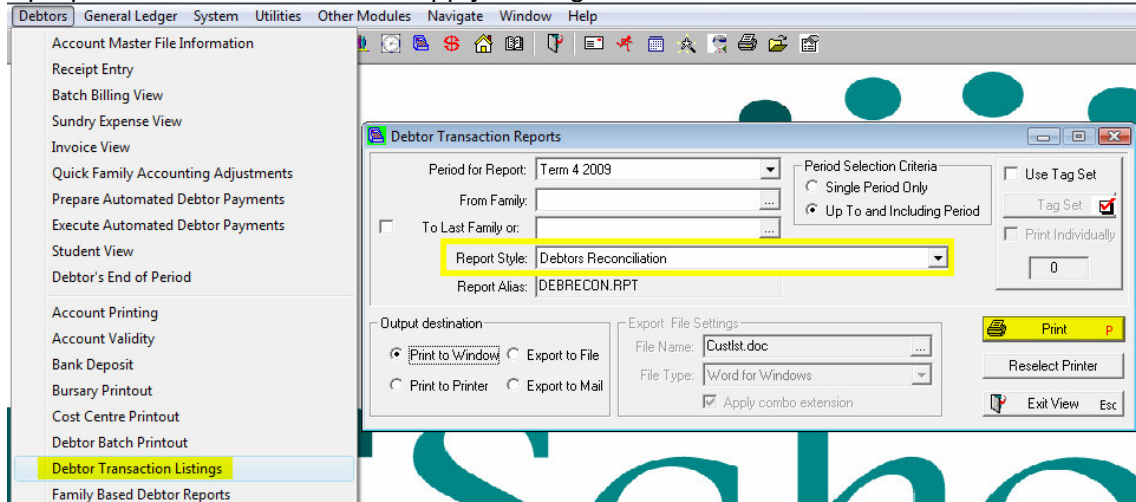 Debtors General Ledger System Utilities Other Modules Navigate Window Help
Account Master File Information
Receipt Entry
Batch Billing View
Sundry Expense View
Invoice View
Quick Family Accounting Adjustments
Prepare Automated Debtor Payments
Execute Automated Debtor Payments
Student View
Debtor's End of Period
Account Printing
Account Validity
Bank Deposit
Bursary Printout
Cost Centre Printout
Debtor Batch Printout
Debtor Transaction Listings
Family Based Debtor Reports
Debtor Transaction Reports
Period for Report: Term 4 2009
From Family: ...
To Last Family or: ...
Report Style: Debtors Reconciliation
Report Alias: DEBRECON.RPT
Period Selection Criteria
Single Period Only
Up To and Including Period
Use Tag Set
Tag Set
Print Individually
0
Output destination
Print to Window Export to File
Print to Printer Export to Mail
Export File Settings
File Name: Custlst.doc ...
File Type: Word for Windows
Apply combo extension
Print P
Reselect Printer
Exit View Esc